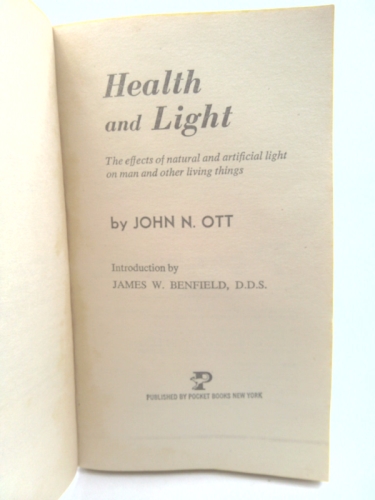 Health
and Light
The effects of natural and artificial light
on man and other living things
by JOHN N. OTT
Introduction by
JAMES W. BENFIELD, D.D.S.
P
PUBLISHED BY POCKET BOOKS NEW YORK